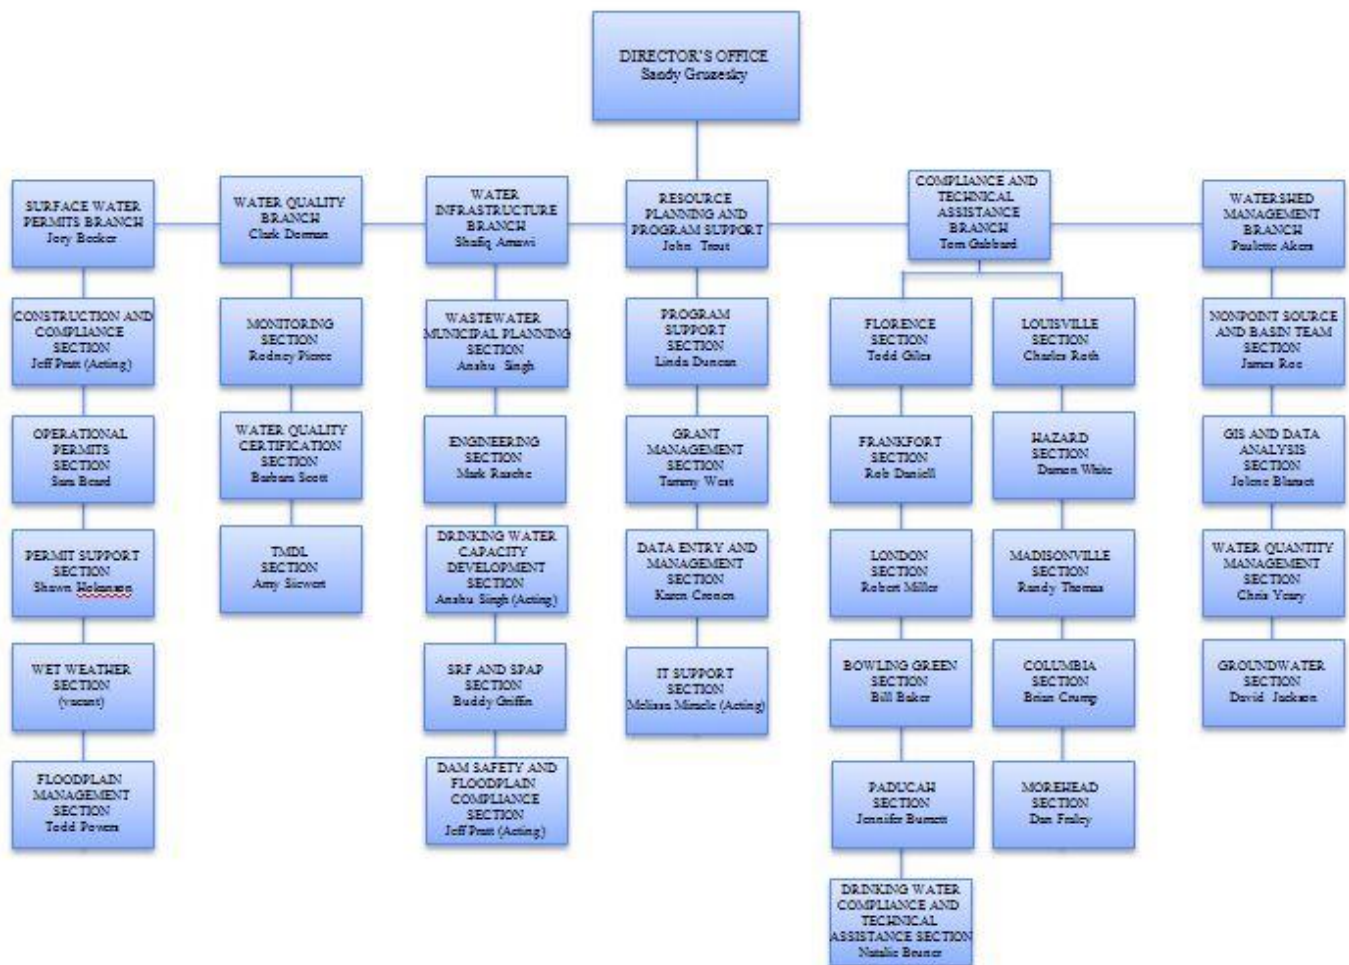 DIRECTOR'S OFFICE
Sandy Gruzesky
SURFACE WATER
PERMITS BRANCH
Jory Becker
WATER QUALITY
BRANCH
Clark Dorman
WATER
INFRASTRUCTURE
BRANCH
Shafiq Amawi
RESOURCE
PLANNING AND
PROGRAM SUPPORT
John Trout
COMPLIANCE AND
TECHNICAL
ASSISTANCE
BRANCH
Tom Gabbard
WATERSHED
MANAGEMENT
BRANCH
Paulette Akers
CONSTRUCTION AND
COMPLIANCE
SECTION
Jeff Pratt (Acting)
OPERATIONAL
PERMITS
SECTION
Sara Beard
PERMIT SUPPORT
SECTION
Shawn Hokanson
WET WEATHER
SECTION
(vacant)
FLOODPLAIN
MANAGEMENT
SECTION
Todd Powers
MONITORING
SECTION
Rodney Pierce
WATER QUALITY
CERTIFICATION
SECTION
Barbara Scott
TMDL
SECTION
Amy Siewert
WASTEWATER
MUNICIPAL PLANNING
SECTION
Anshu Singh
ENGINEERING
SECTION
Mark Rasche
DRINKING WATER
CAPACITY
DEVELOPMENT
SECTION
Anshu Singh (Acting)
SRF AND SPAP
SECTION
Buddy Griffin
DAM SAFETY AND
FLOODPLAIN
COMPLIANCE
SECTION
Jeff Pratt (Acting)
PROGRAM
SUPPORT
SECTION
Linda Duncan
GRANT
MANAGEMENT
SECTION
Tammy West
DATA ENTRY AND
MANAGEMENT
SECTION
Karen Cronen
IT SUPPORT
SECTION
Melissa Miracle (Acting)
FLORENCE
SECTION
Todd Giles
FRANKFORT
SECTION
Rob Daniell
LONDON
SECTION
Robert Miller
BOWLING GREEN
SECTION
Bill Baker
PADUCAH
SECTION
Jennifer Burnett
DRINKING WATER
COMPLIANCE AND
TECHNICAL
ASSISTANCE SECTION
Natalie Bruner
LOUISVILLE
SECTION
Charles Roth
HAZARD
SECTION
Damon White
MADISONVILLE
SECTION
Randy Thomas
COLUMBIA
SECTION
Brian Crump
MOREHEAD
SECTION
Dan Fraley
NONPOINT SOURCE
AND BASIN TEAM
SECTION
James Roe
GIS AND DATA
ANALYSIS
SECTION
Jolene Blanset
WATER QUANTITY
MANAGEMENT
SECTION
Chris Yeary
GROUNDWATER
SECTION
David Jackson